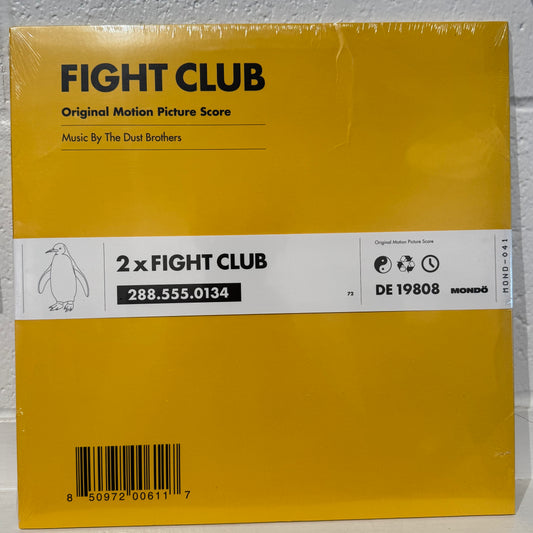 FIGHT CLUB
Original Motion Picture Score
Music By The Dust Brothers
2 x FIGHT CLUB
288.555.0134
72
Original Motion Picture Score
DE 19808
MONDO
MOND-041
8 50972 00611 7